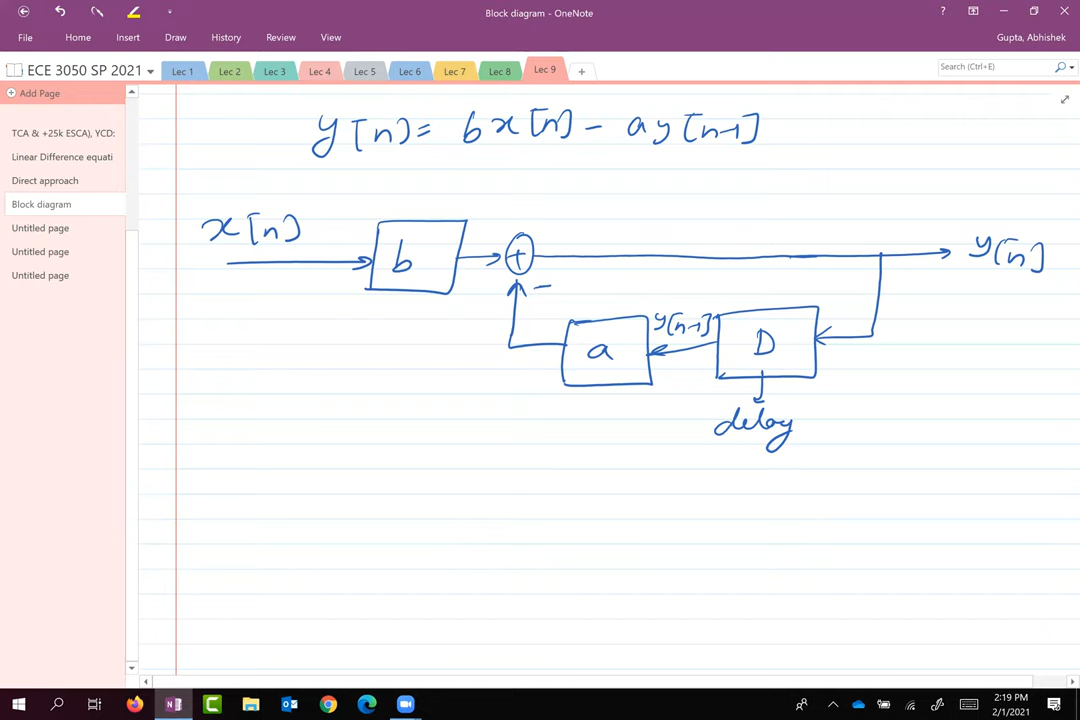 Block diagram - OneNote
?
File Home Insert Draw History Review View
Gupta, Abhishek
ECE 3050 SP 2021
Lec 1 Lec 2 Lec 3 Lec 4 Lec 5 Lec 6 Lec 7 Lec 8 Lec 9 +
Search (Ctrl+E)
Add Page
TCA & +25k ESCA), YCD:
Linear Difference equati
Direct approach
Block diagram
Untitled page
Untitled page
Untitled page
y[n] = b x[n] - a y[n-1]
x[n]
b
+
y[n]
-
a
y[n-1]
D
delay
2:19 PM
2/1/2021